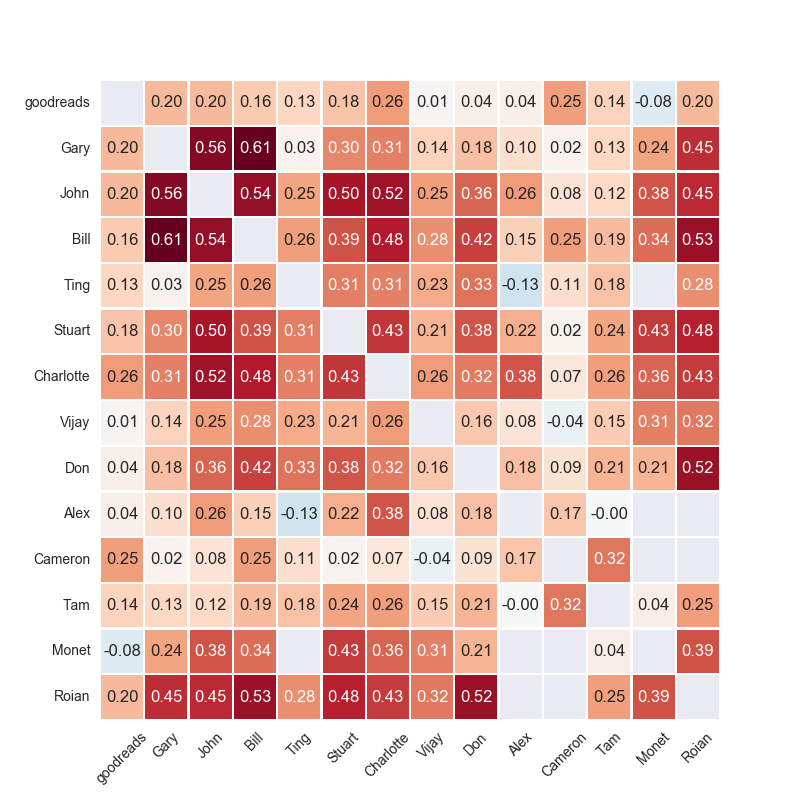 goodreads 0.20 0.20 0.16 0.13 0.18 0.26 0.01 0.04 0.04 0.25 0.14 -0.08 0.20
Gary 0.20 0.56 0.61 0.03 0.30 0.31 0.14 0.18 0.10 0.02 0.13 0.24 0.45
John 0.20 0.56 0.54 0.25 0.50 0.52 0.25 0.36 0.26 0.08 0.12 0.38 0.45
Bill 0.16 0.61 0.54 0.26 0.39 0.48 0.28 0.42 0.15 0.25 0.19 0.34 0.53
Ting 0.13 0.03 0.25 0.26 0.31 0.31 0.23 0.33 -0.13 0.11 0.18 0.28
Stuart 0.18 0.30 0.50 0.39 0.31 0.43 0.21 0.38 0.22 0.02 0.24 0.43 0.48
Charlotte 0.26 0.31 0.52 0.48 0.31 0.43 0.26 0.32 0.38 0.07 0.26 0.36 0.43
Vijay 0.01 0.14 0.25 0.28 0.23 0.21 0.26 0.16 0.08 -0.04 0.15 0.31 0.32
Don 0.04 0.18 0.36 0.42 0.33 0.38 0.32 0.16 0.18 0.09 0.21 0.21 0.52
Alex 0.04 0.10 0.26 0.15 -0.13 0.22 0.38 0.08 0.18 0.17 -0.00
Cameron 0.25 0.02 0.08 0.25 0.11 0.02 0.07 -0.04 0.09 0.17 0.32
Tam 0.14 0.13 0.12 0.19 0.18 0.24 0.26 0.15 0.21 -0.00 0.32 0.04 0.25
Monet -0.08 0.24 0.38 0.34 0.43 0.36 0.31 0.21 0.04 0.39
Roian 0.20 0.45 0.45 0.53 0.28 0.48 0.43 0.32 0.52 0.25 0.39
goodreads Gary John Bill Ting Stuart Charlotte Vijay Don Alex Cameron Tam Monet Roian